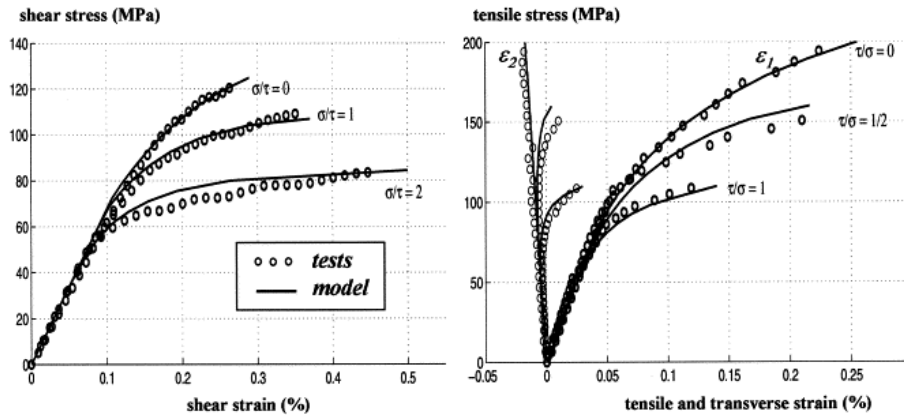 shear stress (MPa)
140
120
100
80
60
40
20
0
0
0.1
0.2
0.3
0.4
0.5
shear strain (%)
σ/τ = 0
σ/τ = 1
σ/τ = 2
tests
model
tensile stress (MPa)
200
150
100
50
0
-0.05
0
0.05
0.1
0.15
0.2
0.25
0.3
tensile and transverse strain (%)
ε2
ε1
τ/σ = 0
τ/σ = 1/2
τ/σ = 1